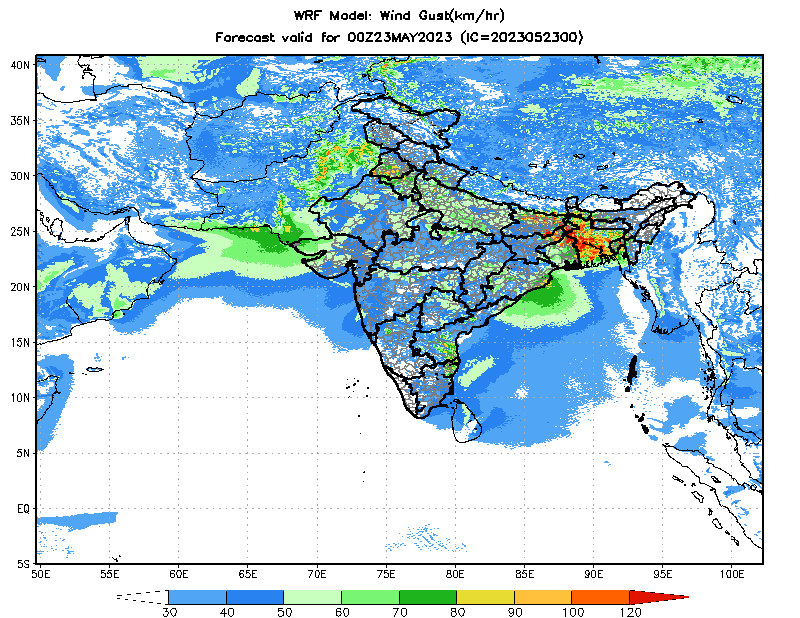 WRF Model: Wind Gust(km/hr)
Forecast valid for 00Z23MAY2023 (IC=2023052300)
40N
35N
30N
25N
20N
15N
10N
5N
EQ
5S
50E 55E 60E 65E 70E 75E 80E 85E 90E 95E 100E
30 40 50 60 70 80 90 100 120